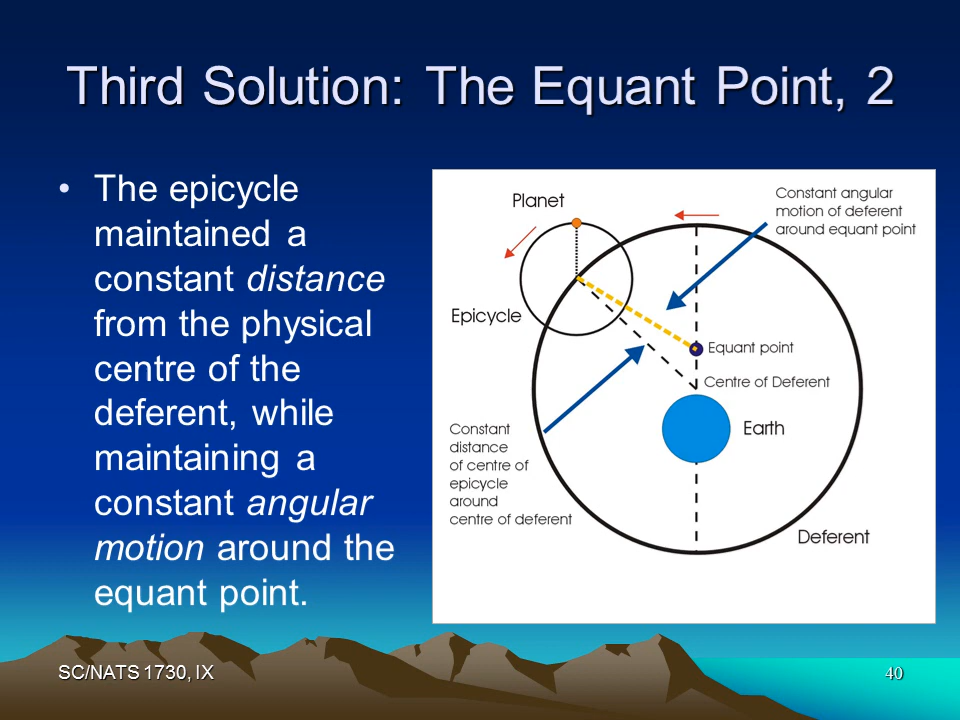 Third Solution: The Equant Point, 2
• The epicycle
maintained a
constant distance
from the physical
centre of the
deferent, while
maintaining a
constant angular
motion around the
equant point.
Planet
Constant angular
motion of deferent
around equant point
Epicycle
Equant point
Centre of Deferent
Earth
Constant
distance
of centre of
epicycle
around
centre of deferent
Deferent
SC/NATS 1730, IX
40